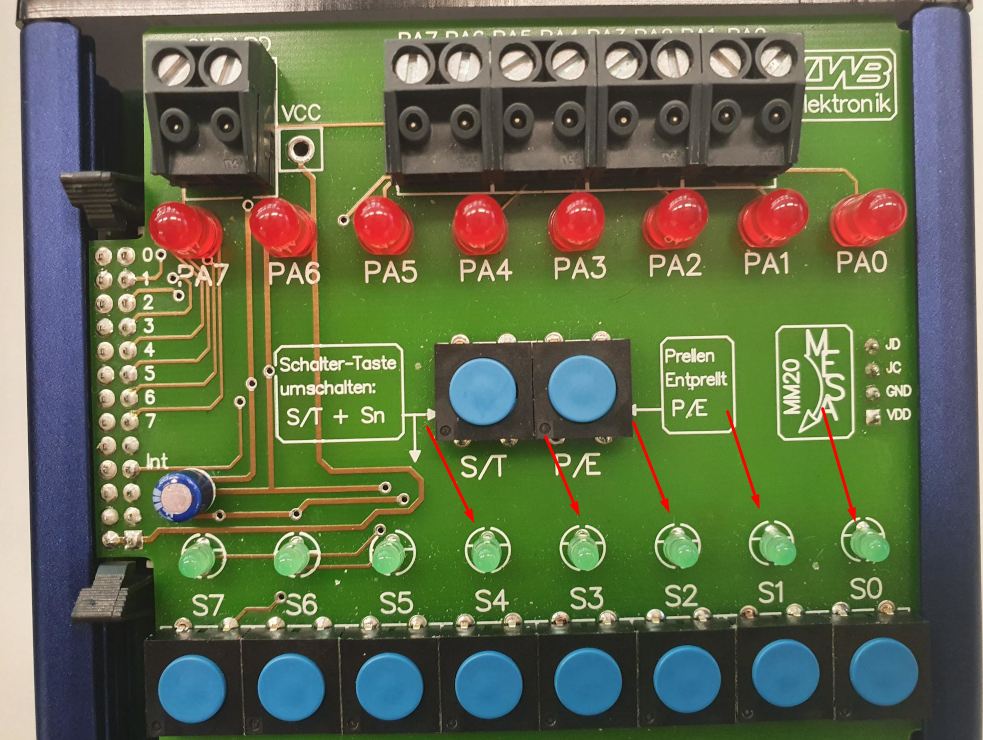 PA7 PA6 PA5 PA4 PA3 PA2 PA1 PA0
ZWB
elektronik
VCC
PA7 PA6 PA5 PA4 PA3 PA2 PA1 PA0
0
1
2
3
4
5
6
7
Int
Schalter-Taste
umschalten:
S/T + Sn
Prellen
Entprellt
P/E
MM20
MESA
JD
JC
GND
VDD
S/T P/E
S7 S6 S5 S4 S3 S2 S1 S0